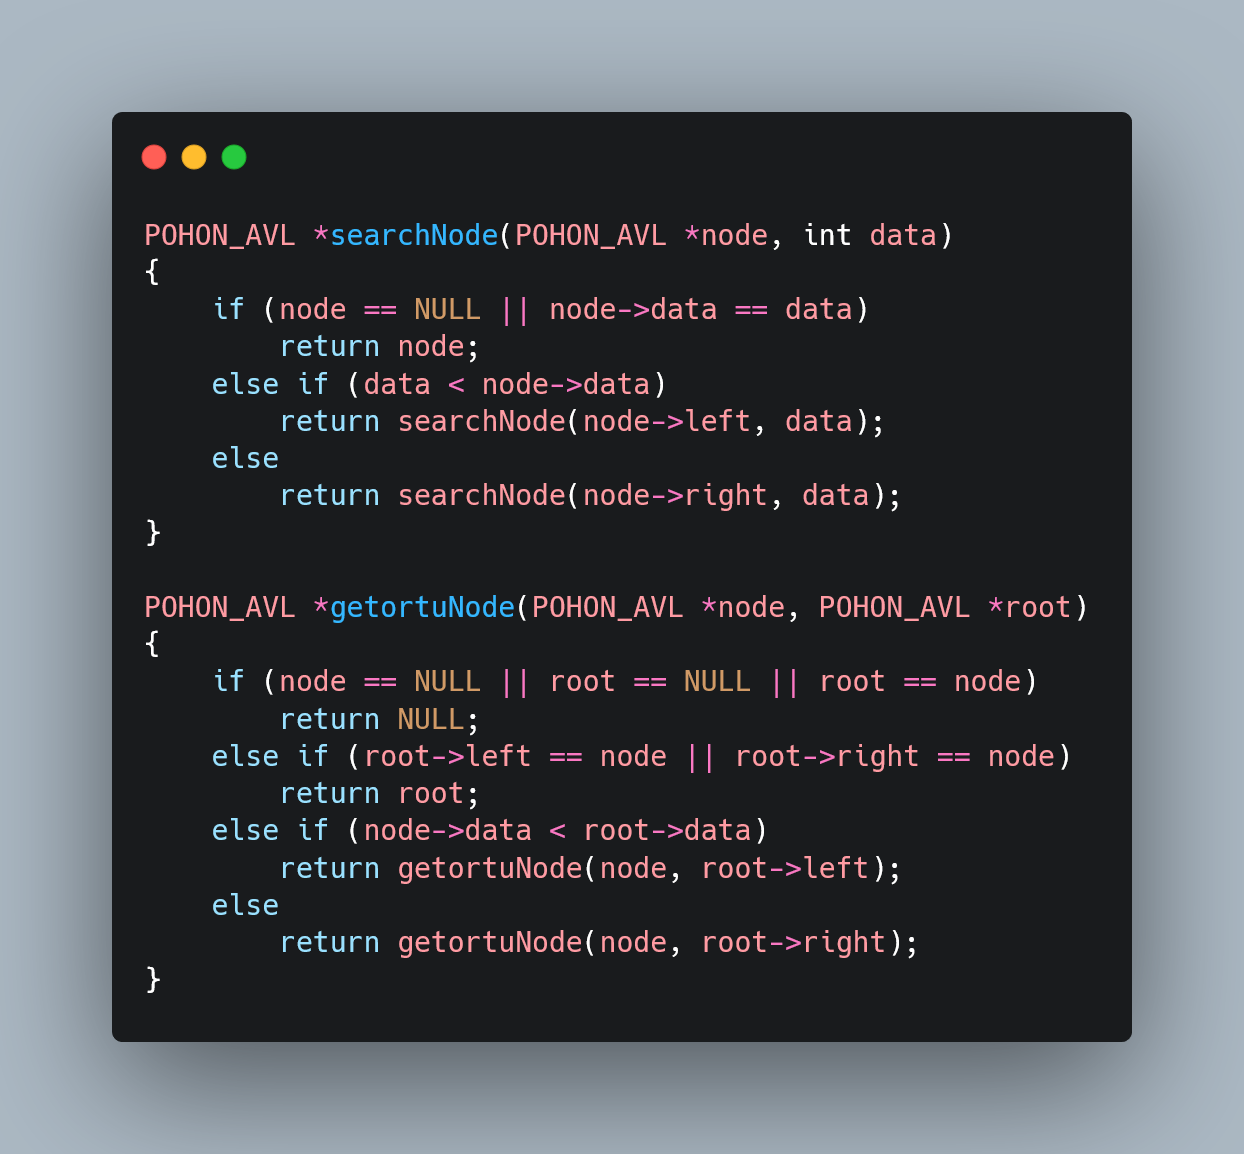 POHON_AVL *searchNode(POHON_AVL *node, int data)
{
    if (node == NULL || node->data == data)
        return node;
    else if (data < node->data)
        return searchNode(node->left, data);
    else
        return searchNode(node->right, data);
}

POHON_AVL *getortuNode(POHON_AVL *node, POHON_AVL *root)
{
    if (node == NULL || root == NULL || root == node)
        return NULL;
    else if (root->left == node || root->right == node)
        return root;
    else if (node->data < root->data)
        return getortuNode(node, root->left);
    else
        return getortuNode(node, root->right);
}